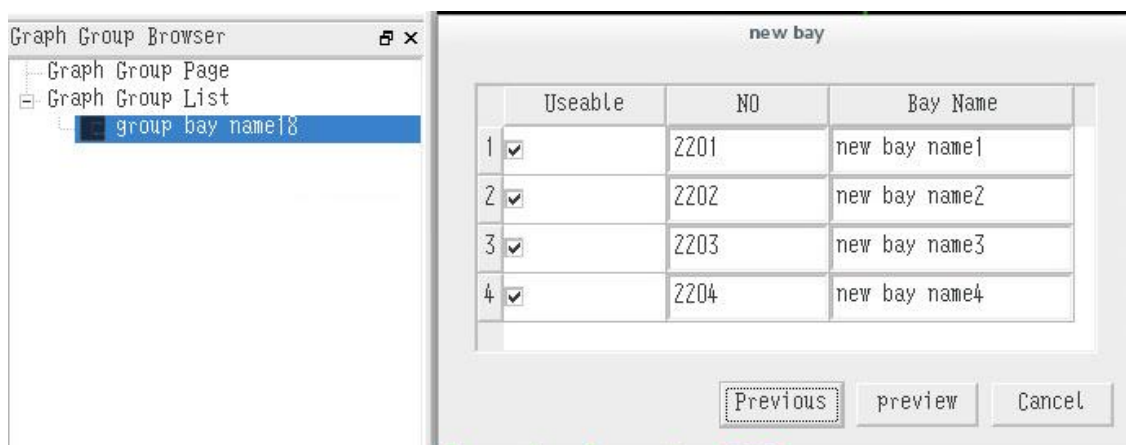 Graph Group Browser
Graph Group Page
Graph Group List
group bay name18
new bay
Useable NO Bay Name
1 2201 new bay name1
2 2202 new bay name2
3 2203 new bay name3
4 2204 new bay name4
Previous preview Cancel